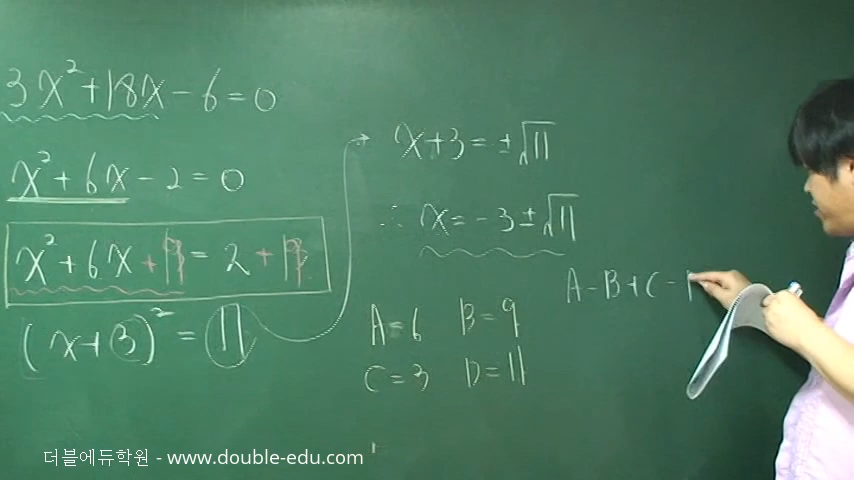 3x²+18x-6=0
x²+6x-2=0
x²+6x+9=2+9
(x+3)²=11
x+3=±√11
∴ x=-3±√11
A=6 B=9
C=3 D=11
A-B+C-
더블에듀학원 - www.double-edu.com